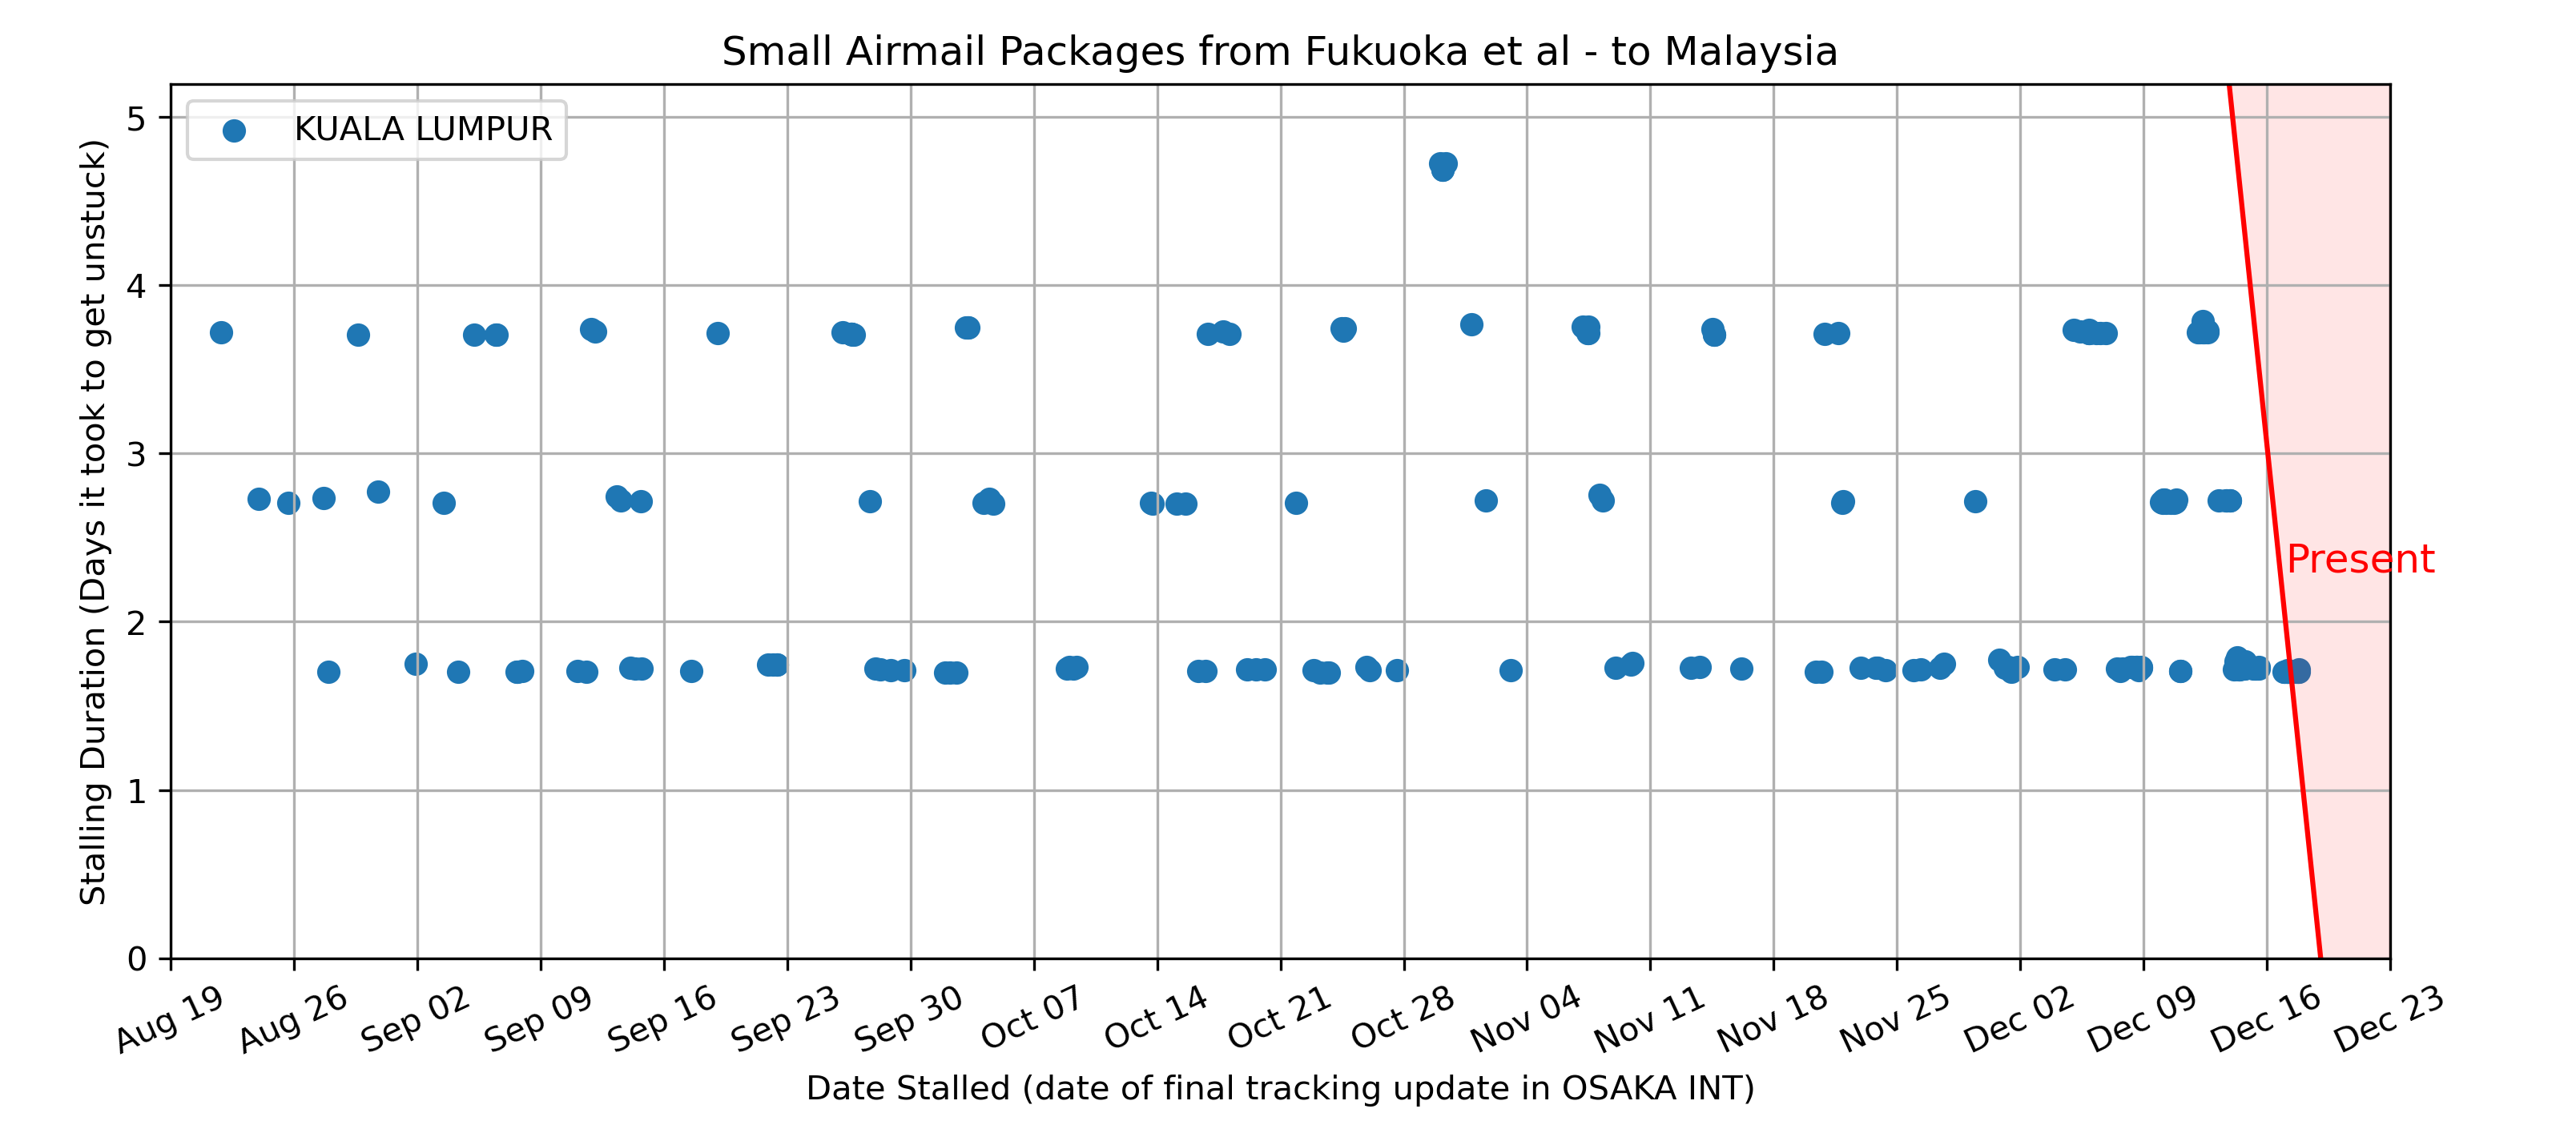 Small Airmail Packages from Fukuoka et al - to Malaysia
KUALA LUMPUR
Stalling Duration (Days it took to get unstuck)
5
4
3
2
1
0
Present
Aug 19
Aug 26
Sep 02
Sep 09
Sep 16
Sep 23
Sep 30
Oct 07
Oct 14
Oct 21
Oct 28
Nov 04
Nov 11
Nov 18
Nov 25
Dec 02
Dec 09
Dec 16
Dec 23
Date Stalled (date of final tracking update in OSAKA INT)